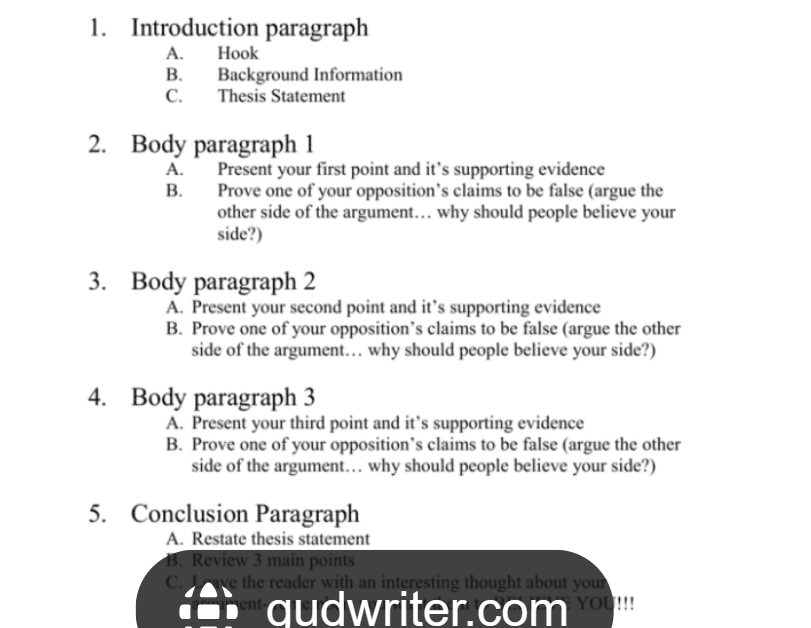 1. Introduction paragraph
A. Hook
B. Background Information
C. Thesis Statement
2. Body paragraph 1
A. Present your first point and it's supporting evidence
B. Prove one of your opposition's claims to be false (argue the
other side of the argument… why should people believe your
side?)
3. Body paragraph 2
A. Present your second point and it's supporting evidence
B. Prove one of your opposition's claims to be false (argue the other
side of the argument… why should people believe your side?)
4. Body paragraph 3
A. Present your third point and it's supporting evidence
B. Prove one of your opposition's claims to be false (argue the other
side of the argument… why should people believe your side?)
5. Conclusion Paragraph
A. Restate thesis statement
B. Review 3 main points
C. Leave the reader with an interesting thought about your
YOU!!!
gudwriter.com